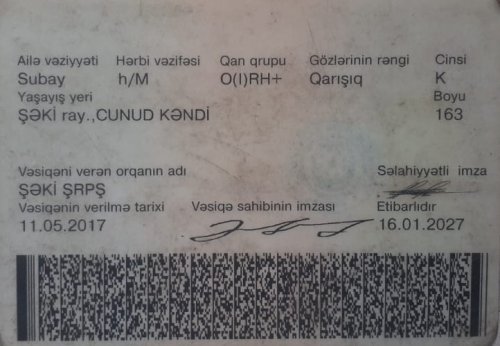 Ailə vəziyyəti Hərbi vəzifəsi Qan qrupu Gözlərinin rəngi Cinsi
Subay h/M O(I)RH+ Qarışıq K
Yaşayış yeri Boyu
ŞƏKİ ray.,CUNUD KƏNDİ 163
Vəsiqəni verən orqanın adı Səlahiyyətli imza
ŞƏKİ ŞRPŞ
Vəsiqənin verilmə tarixi Vəsiqə sahibinin imzası Etibarlıdır
11.05.2017 16.01.2027